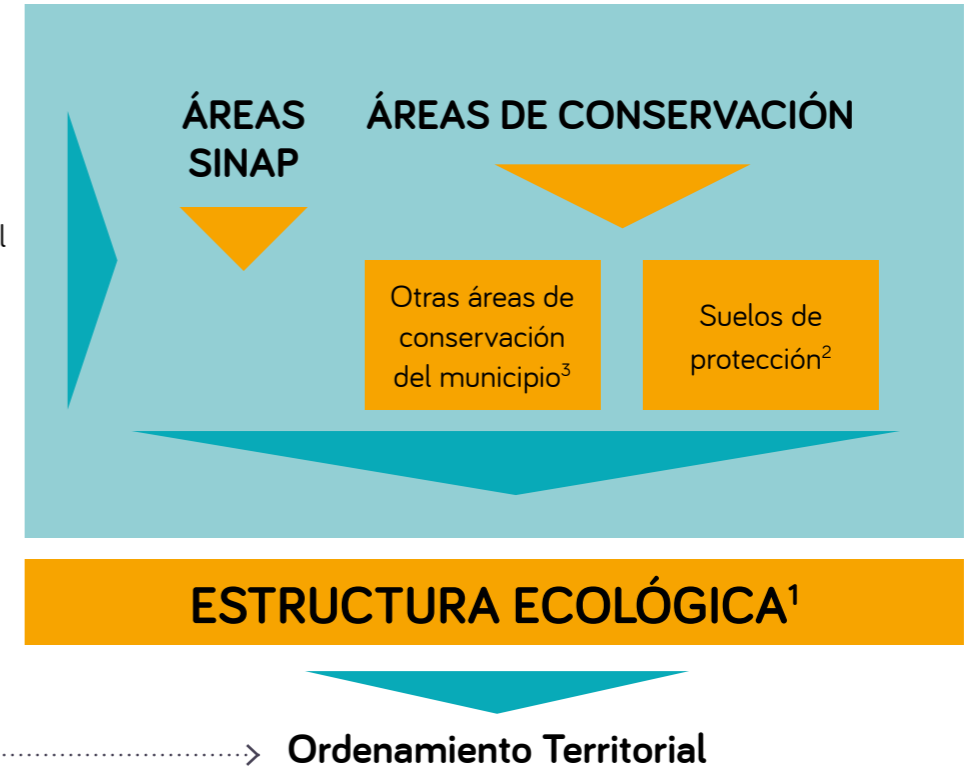 ÁREAS
SINAP
ÁREAS DE CONSERVACIÓN
l
Otras áreas de
conservación
del municipio³
Suelos de
protección²
ESTRUCTURA ECOLÓGICA¹
Ordenamiento Territorial